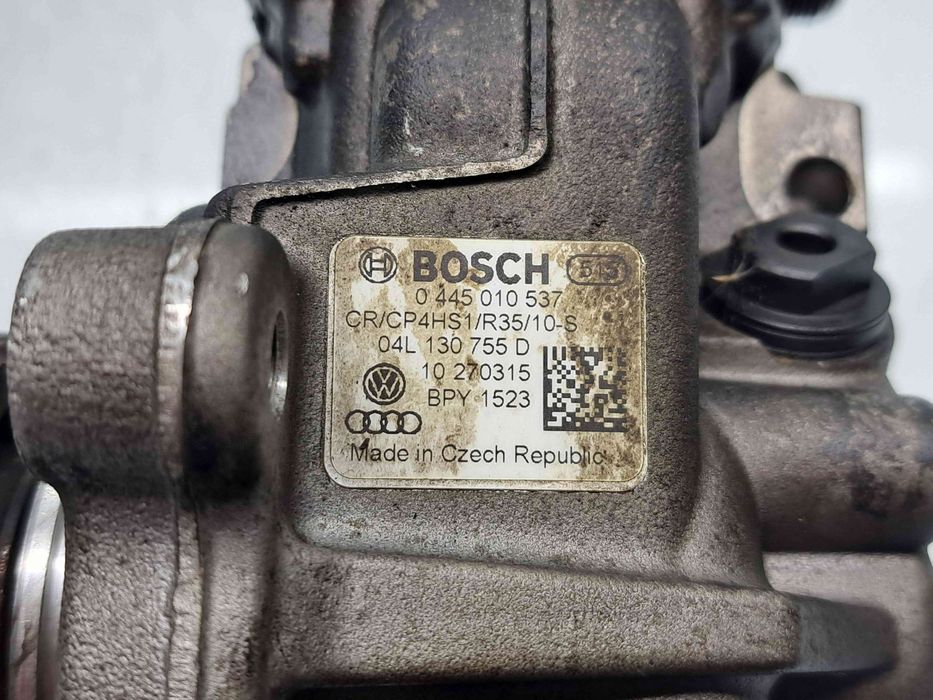 BOSCH 515
0 445 010 537
CR/CP4HS1/R35/10-S
04L 130 755 D
10 270315
BPY 1523
Made in Czech Republic